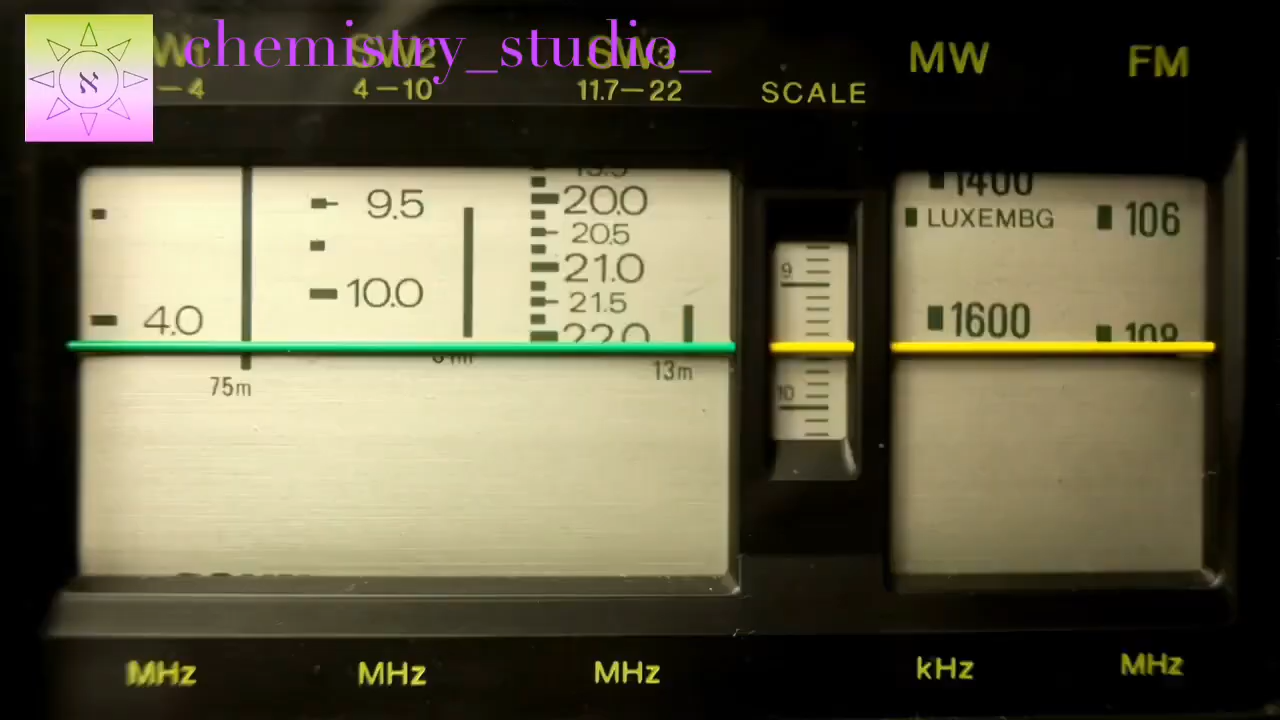 chemistry_studio_
SW2
SW3
MW
FM
4–10
11.7–22
SCALE
1400
9.5
20.0
LUXEMBG
106
20.5
21.0
9
10.0
21.5
4.0
22.0
1600
108
75m
13m
10
MHz
MHz
MHz
kHz
MHz